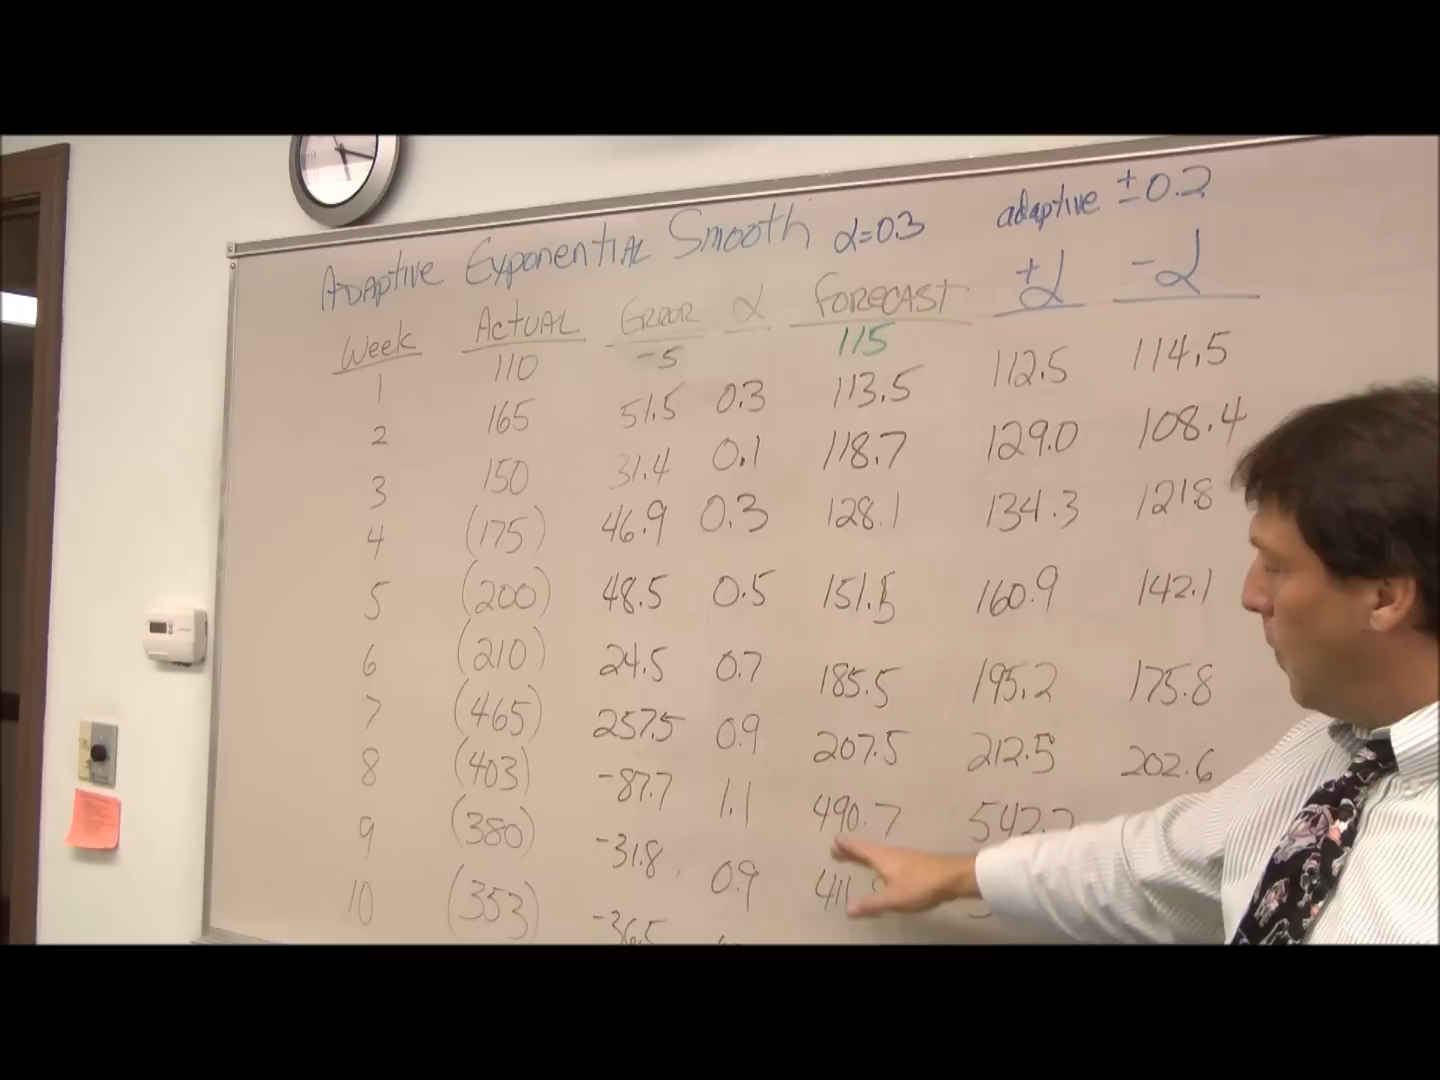 Adaptive Exponential Smooth α=0.3 adaptive ±0.2
Week Actual Error α Forecast +α -α
1 110 -5 115
2 165 51.5 0.3 113.5 112.5 114.5
3 150 31.4 0.1 118.7 129.0 108.4
4 (175) 46.9 0.3 128.1 134.3 121.8
5 (200) 48.5 0.5 151.5 160.9 142.1
6 (210) 24.5 0.7 185.5 195.2 175.8
7 (465) 257.5 0.9 207.5 212.5 202.6
8 (403) -87.7 1.1 490.7
9 (380) -31.8 0.9
10 (353) -36.5